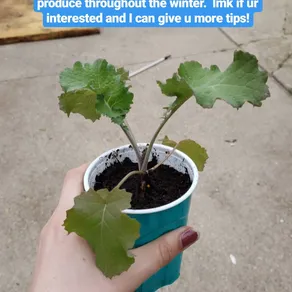 produce throughout the winter. lmk if ur
interested and I can give u more tips!